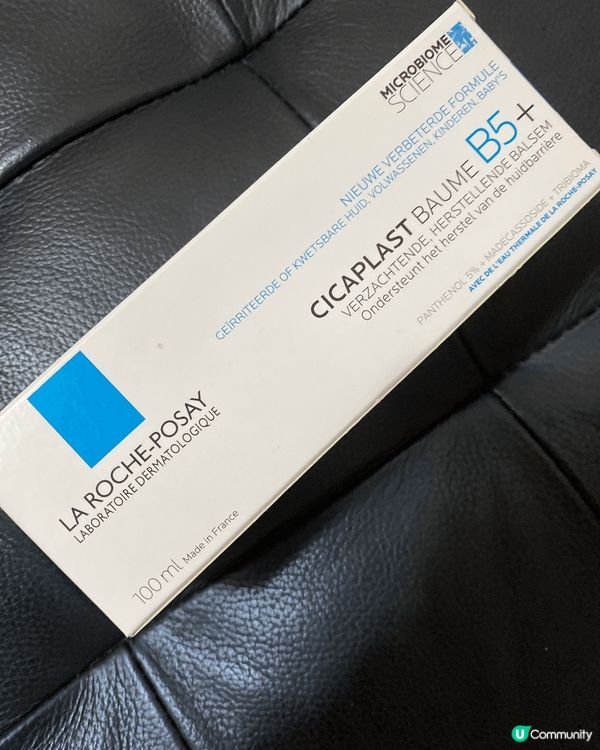 MICROBIOME
SCIENCE
NIEUWE VERBETERDE FORMULE
GEÏRRITEERDE OF KWETSBARE HUID, VOLWASSENEN, KINDEREN, BABY'S
CICAPLAST BAUME B5+
VERZACHTENDE, HERSTELLENDE BALSEM
Ondersteunt het herstel van de huidbarrière
PANTHENOL 5% + MADECASSOSIDE + TRIBIOMA
AVEC DE L'EAU THERMALE DE LA ROCHE-POSAY
LA ROCHE-POSAY
LABORATOIRE DERMATOLOGIQUE
100 ml Made in France
U Community